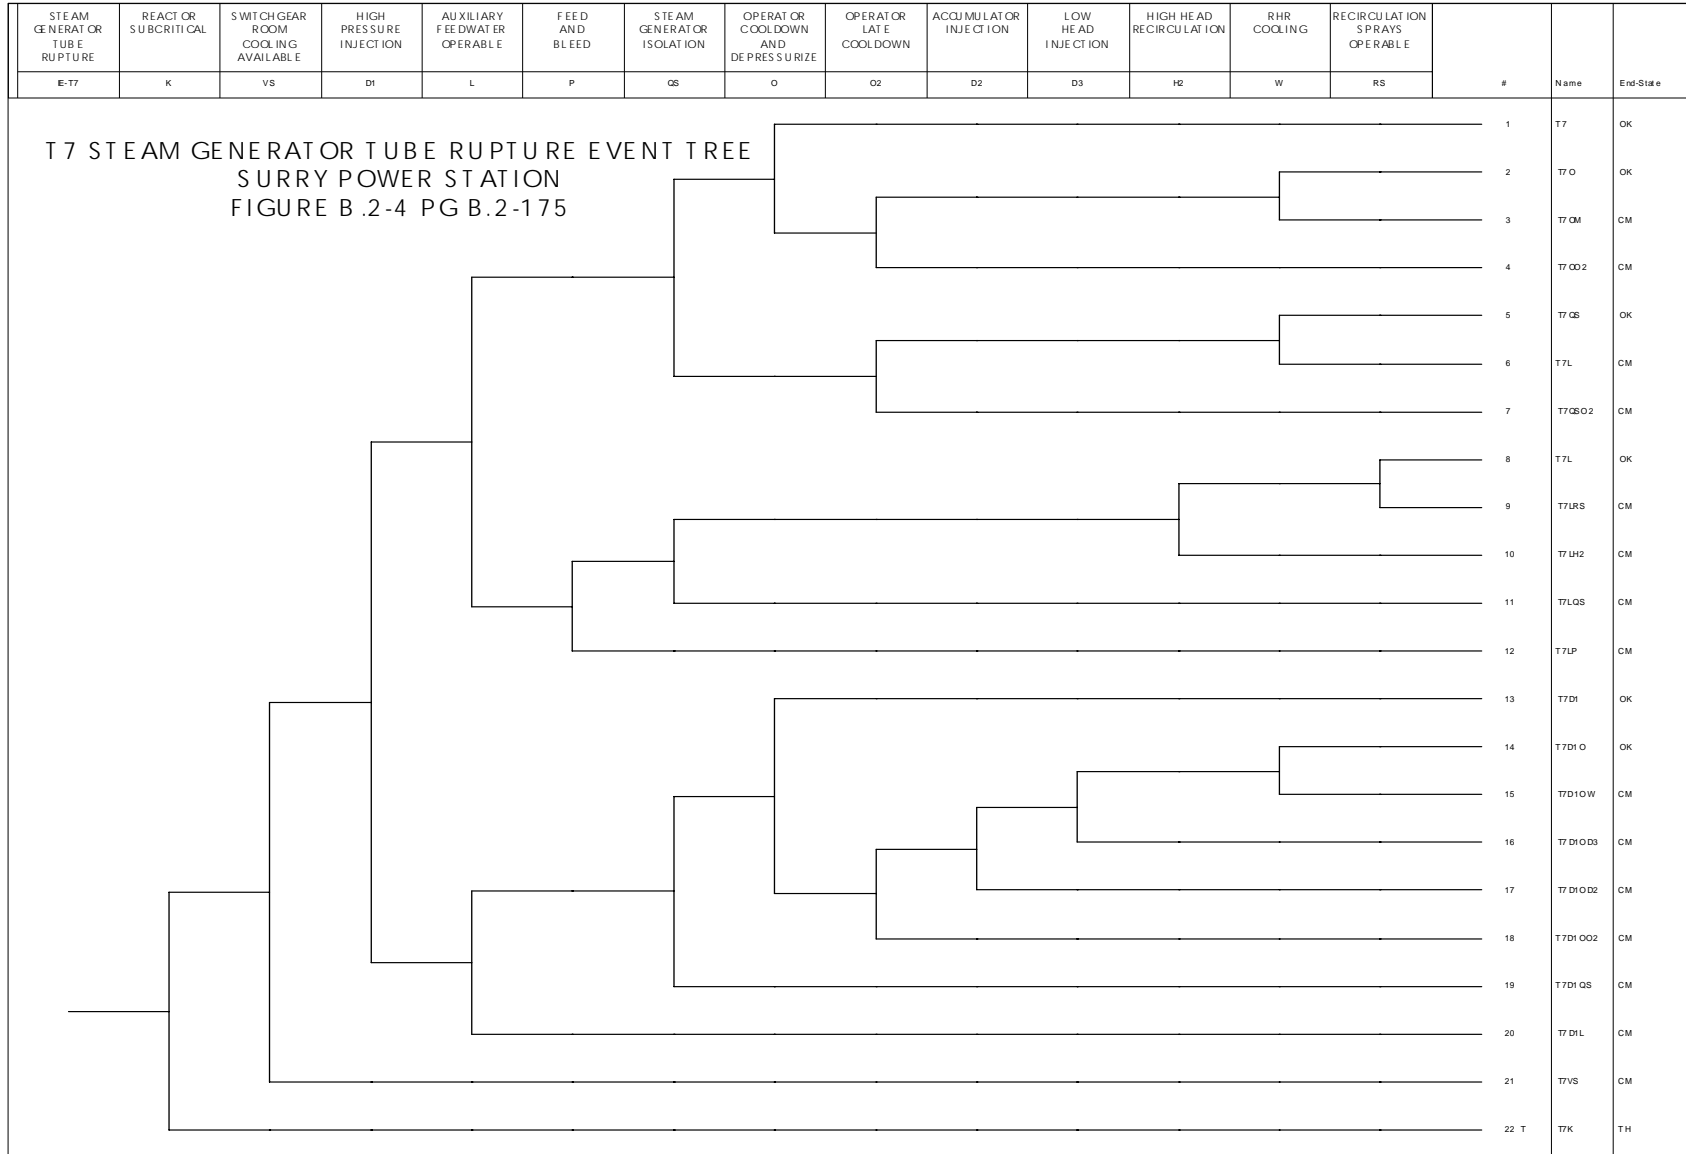 STEAM GENERATOR TUBE RUPTURE
REACTOR SUBCRITICAL
SWITCHGEAR ROOM COOLING AVAILABLE
HIGH PRESSURE INJECTION
AUXILIARY FEEDWATER OPERABLE
FEED AND BLEED
STEAM GENERATOR ISOLATION
OPERATOR COOLDOWN AND DEPRESSURIZE
OPERATOR LATE COOLDOWN
ACCUMULATOR INJECTION
LOW HEAD INJECTION
HIGH HEAD RECIRCULATION
RHR COOLING
RECIRCULATION SPRAYS OPERABLE
IE-T7 K VS D1 L P QS O O2 D2 D3 H2 W RS # Name End-State
T7 STEAM GENERATOR TUBE RUPTURE EVENT TREE
SURRY POWER STATION
FIGURE B.2-4 PG B.2-175
1 T7 OK
2 T7O OK
3 T7OM CM
4 T7OO2 CM
5 T7QS OK
6 T7L CM
7 T7QSO2 CM
8 T7L OK
9 T7LRS CM
10 T7LH2 CM
11 T7LQS CM
12 T7LP CM
13 T7D1 OK
14 T7D1O OK
15 T7D1OW CM
16 T7D1OD3 CM
17 T7D1OD2 CM
18 T7D1OO2 CM
19 T7D1QS CM
20 T7D1L CM
21 T7VS CM
22 T T7K TH